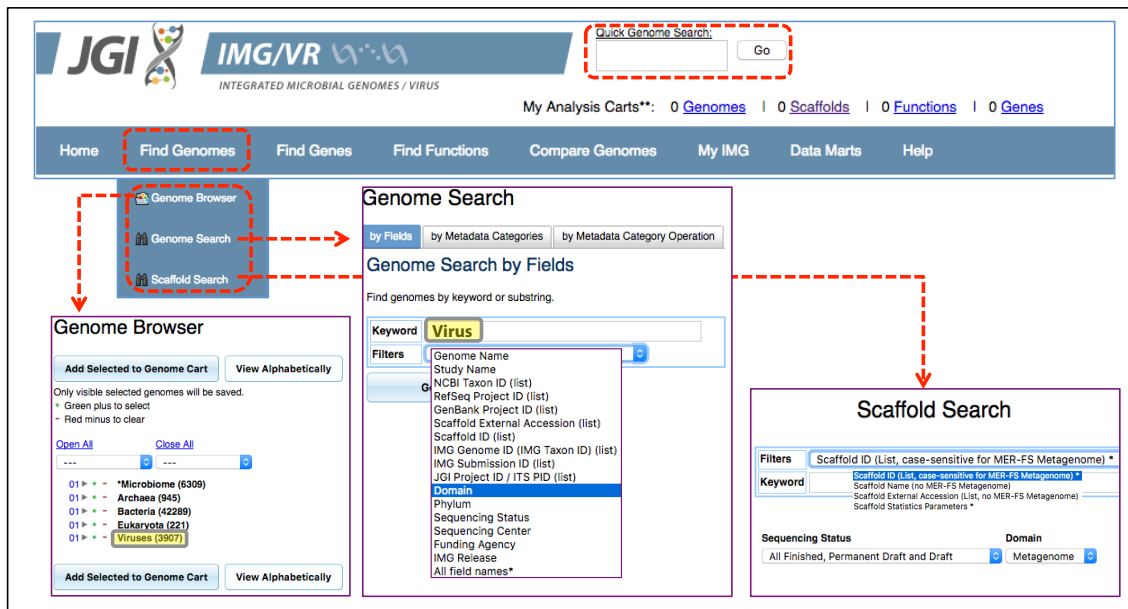 JGI
IMG/VR
INTEGRATED MICROBIAL GENOMES / VIRUS
Quick Genome Search:
Go
My Analysis Carts**: 0 Genomes | 0 Scaffolds | 0 Functions | 0 Genes
Home Find Genomes Find Genes Find Functions Compare Genomes My IMG Data Marts Help
Genome Browser
Genome Search
Scaffold Search
Genome Browser
Add Selected to Genome Cart View Alphabetically
Only visible selected genomes will be saved.
Green plus to select
Red minus to clear
Open All Close All
--- ---
01 + - *Microbiome (6309)
01 + - Archaea (945)
01 + - Bacteria (42289)
01 + - Eukaryota (221)
01 + - Viruses (3907)
Add Selected to Genome Cart View Alphabetically
Genome Search
by Fields by Metadata Categories by Metadata Category Operation
Genome Search by Fields
Find genomes by keyword or substring.
Keyword Virus
Filters
G
Genome Name
Study Name
NCBI Taxon ID (list)
RefSeq Project ID (list)
GenBank Project ID (list)
Scaffold External Accession (list)
Scaffold ID (list)
IMG Genome ID (IMG Taxon ID) (list)
IMG Submission ID (list)
JGI Project ID / ITS PID (list)
Domain
Phylum
Sequencing Status
Sequencing Center
Funding Agency
IMG Release
All field names*
Scaffold Search
Filters Scaffold ID (List, case-sensitive for MER-FS Metagenome) *
Keyword
Scaffold ID (List, case-sensitive for MER-FS Metagenome) *
Scaffold Name (no MER-FS Metagenome)
Scaffold External Accession (List, no MER-FS Metagenome)
Scaffold Statistics Parameters *
Sequencing Status Domain
All Finished, Permanent Draft and Draft Metagenome